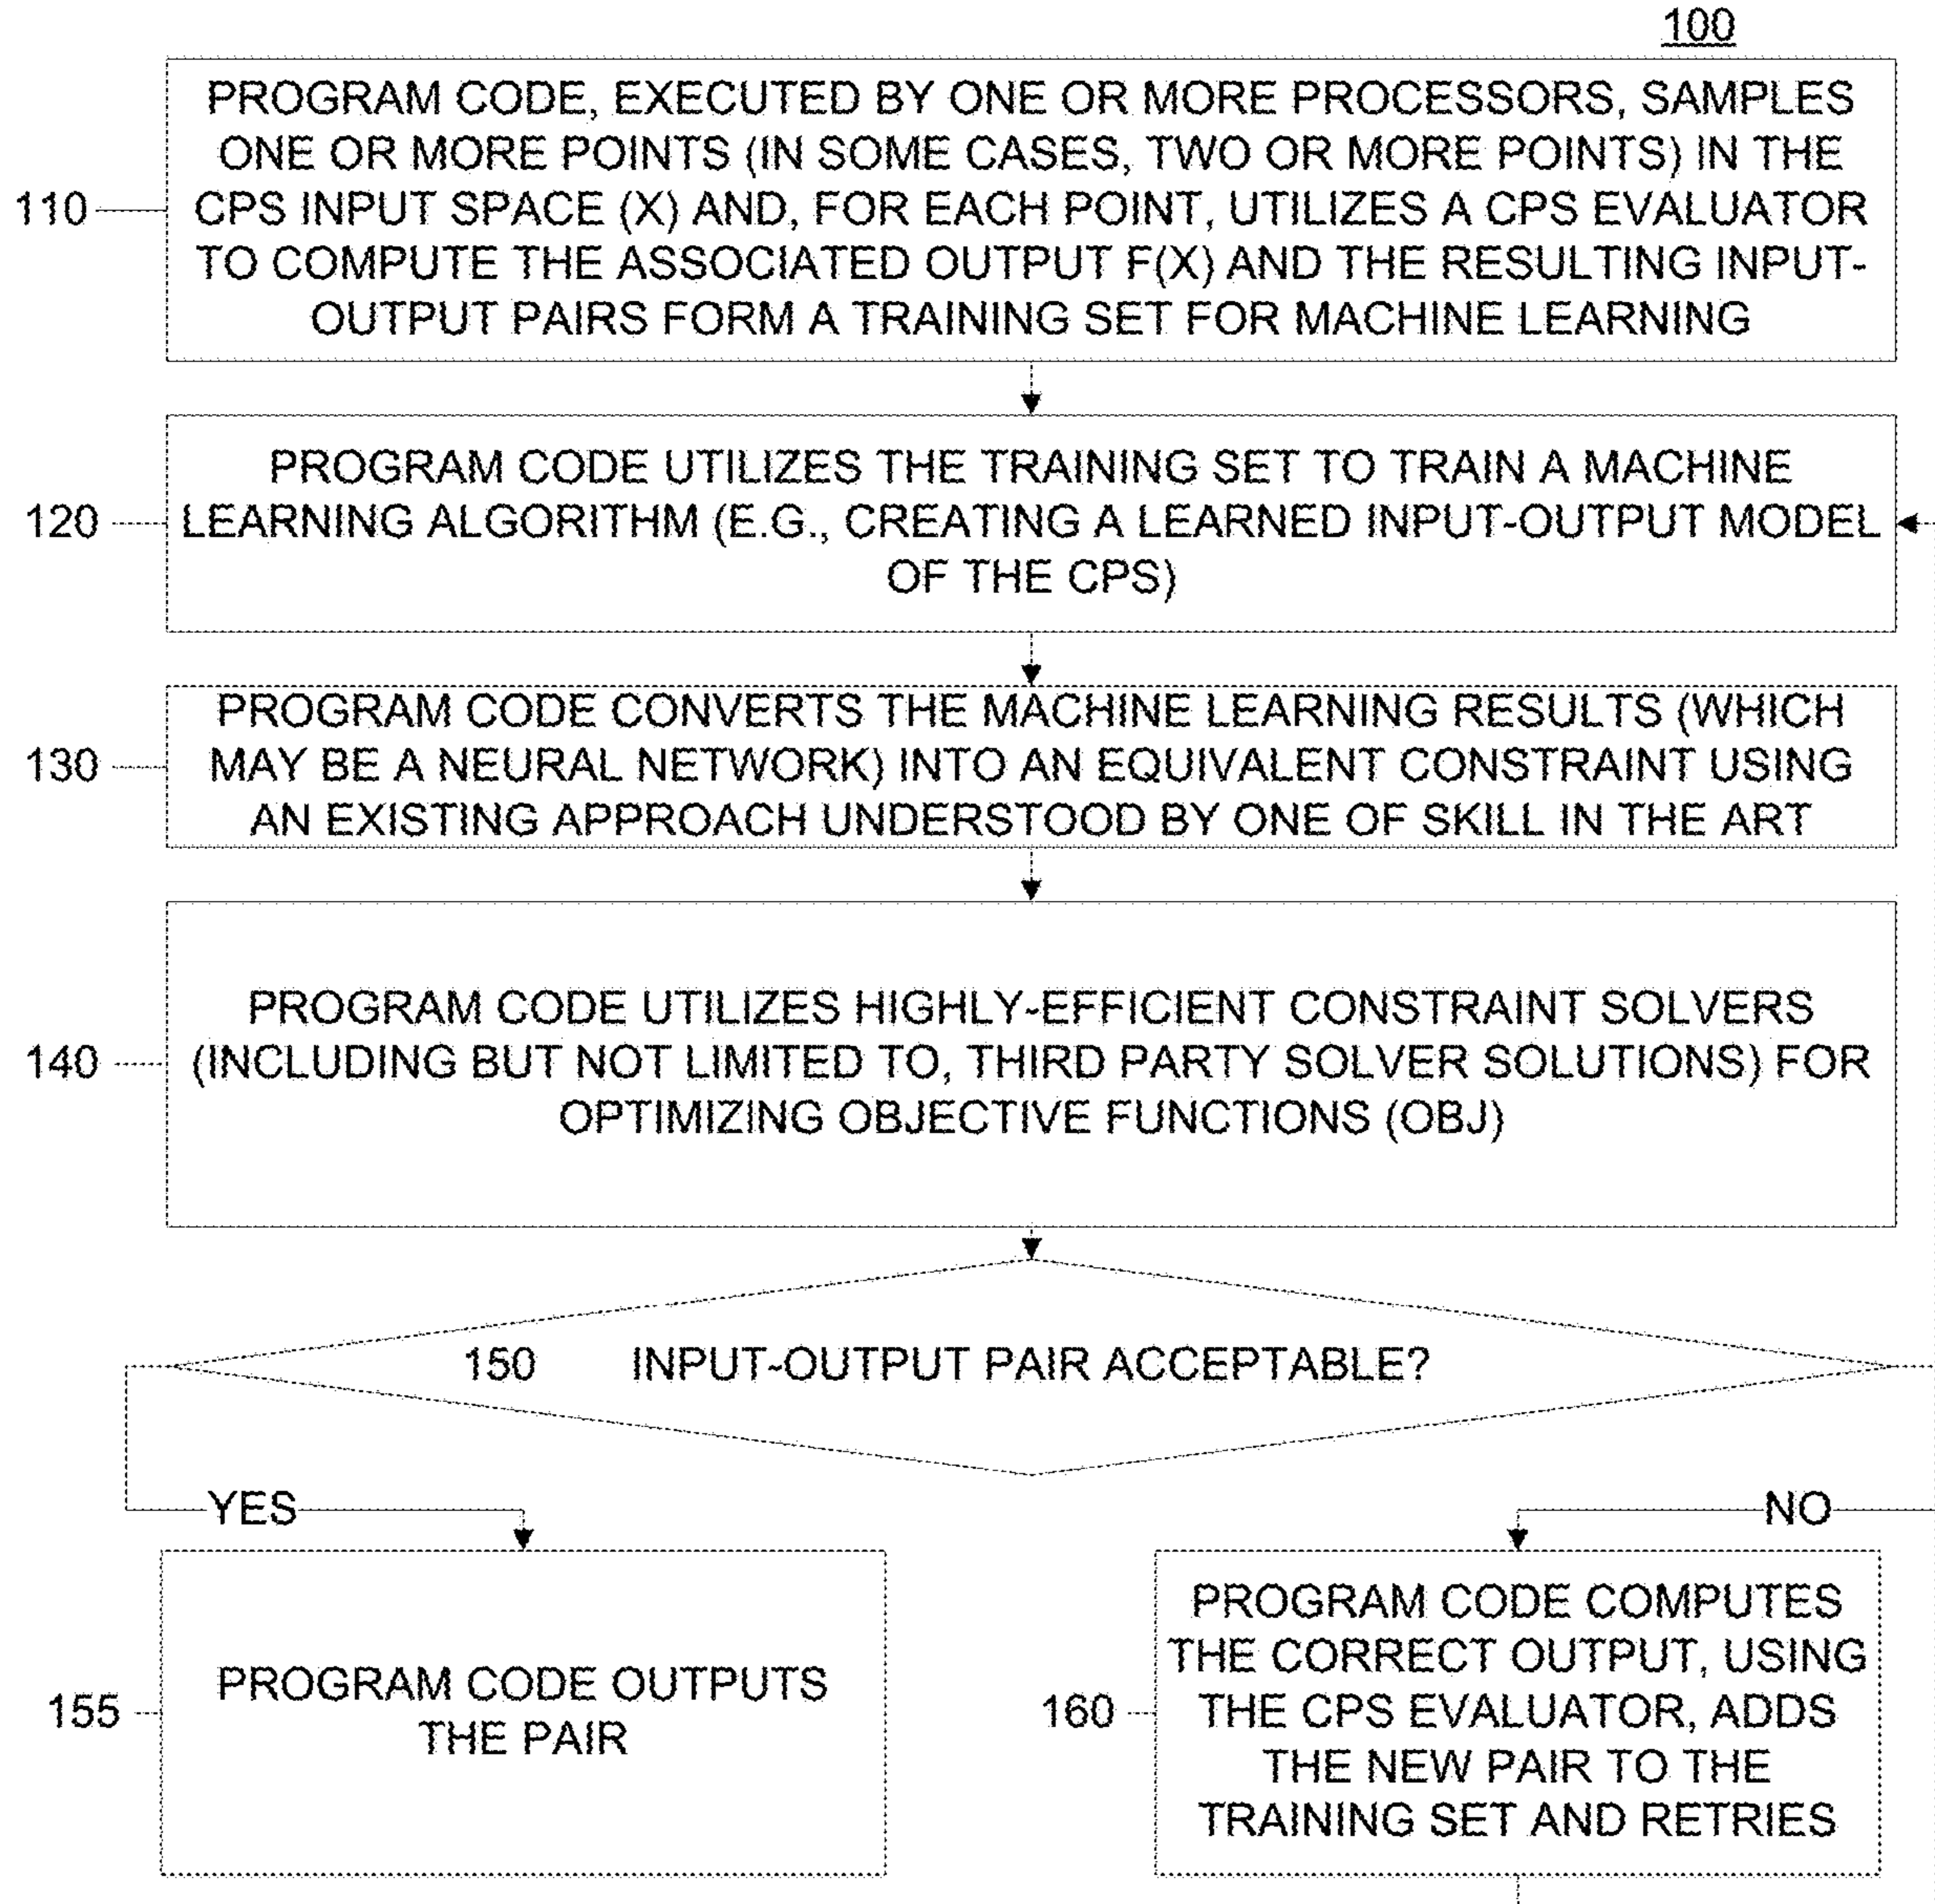 100
PROGRAM CODE, EXECUTED BY ONE OR MORE PROCESSORS, SAMPLES
ONE OR MORE POINTS (IN SOME CASES, TWO OR MORE POINTS) IN THE
CPS INPUT SPACE (X) AND, FOR EACH POINT, UTILIZES A CPS EVALUATOR
TO COMPUTE THE ASSOCIATED OUTPUT F(X) AND THE RESULTING INPUT-
OUTPUT PAIRS FORM A TRAINING SET FOR MACHINE LEARNING
110
PROGRAM CODE UTILIZES THE TRAINING SET TO TRAIN A MACHINE
LEARNING ALGORITHM (E.G., CREATING A LEARNED INPUT-OUTPUT MODEL
OF THE CPS)
120
PROGRAM CODE CONVERTS THE MACHINE LEARNING RESULTS (WHICH
MAY BE A NEURAL NETWORK) INTO AN EQUIVALENT CONSTRAINT USING
AN EXISTING APPROACH UNDERSTOOD BY ONE OF SKILL IN THE ART
130
PROGRAM CODE UTILIZES HIGHLY-EFFICIENT CONSTRAINT SOLVERS
(INCLUDING BUT NOT LIMITED TO, THIRD PARTY SOLVER SOLUTIONS) FOR
OPTIMIZING OBJECTIVE FUNCTIONS (OBJ)
140
150 INPUT-OUTPUT PAIR ACCEPTABLE?
YES
NO
PROGRAM CODE OUTPUTS
THE PAIR
155
PROGRAM CODE COMPUTES
THE CORRECT OUTPUT, USING
THE CPS EVALUATOR, ADDS
THE NEW PAIR TO THE
TRAINING SET AND RETRIES
160